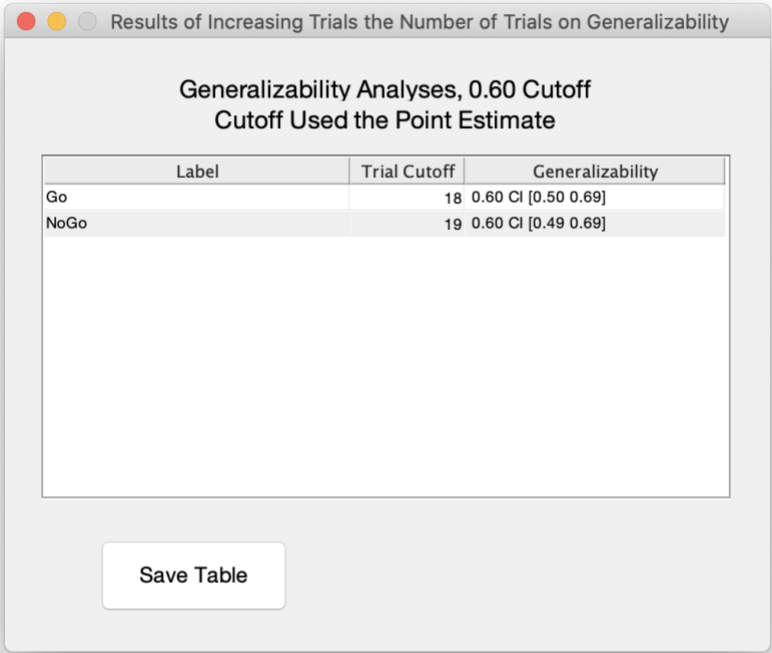 Results of Increasing Trials the Number of Trials on Generalizability
Generalizability Analyses, 0.60 Cutoff
Cutoff Used the Point Estimate
Label Trial Cutoff Generalizability
Go 18 0.60 CI [0.50 0.69]
NoGo 19 0.60 CI [0.49 0.69]
Save Table